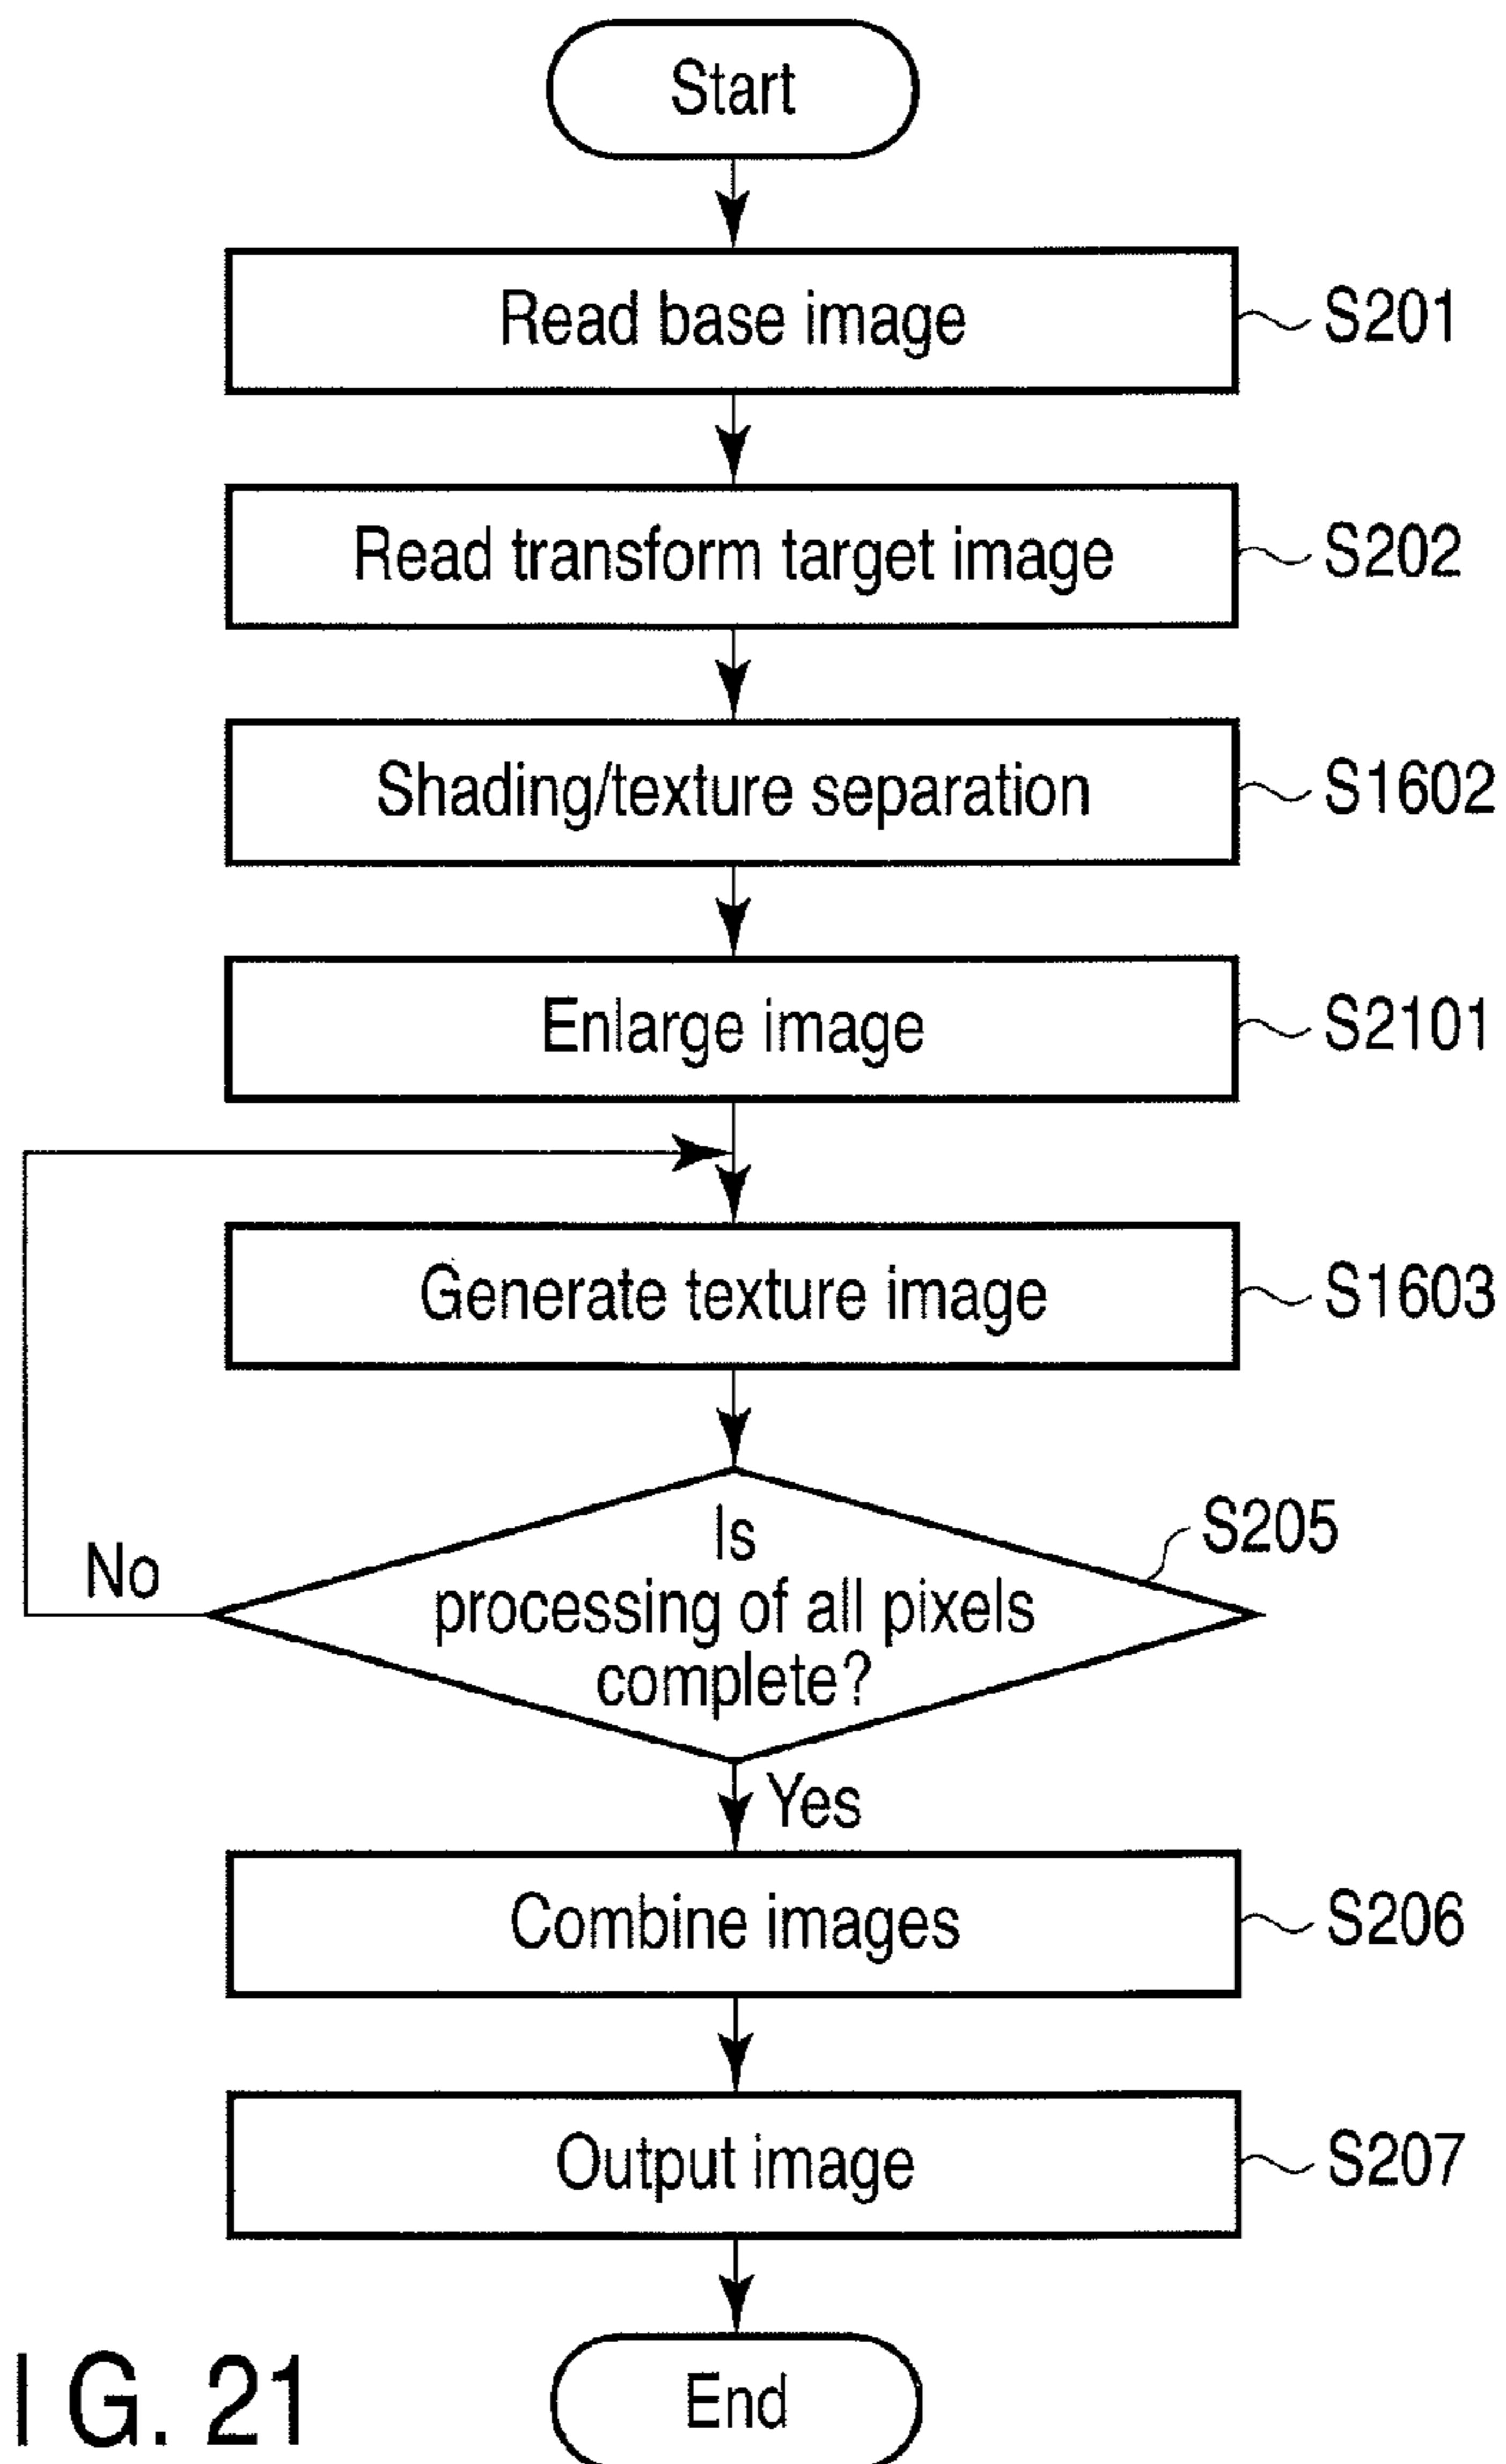 Start
Read base image
S201
Read transform target image
S202
Shading/texture separation
S1602
Enlarge image
S2101
Generate texture image
S1603
Is
processing of all pixels
complete?
S205
No
Yes
Combine images
S206
Output image
S207
End
IG. 21